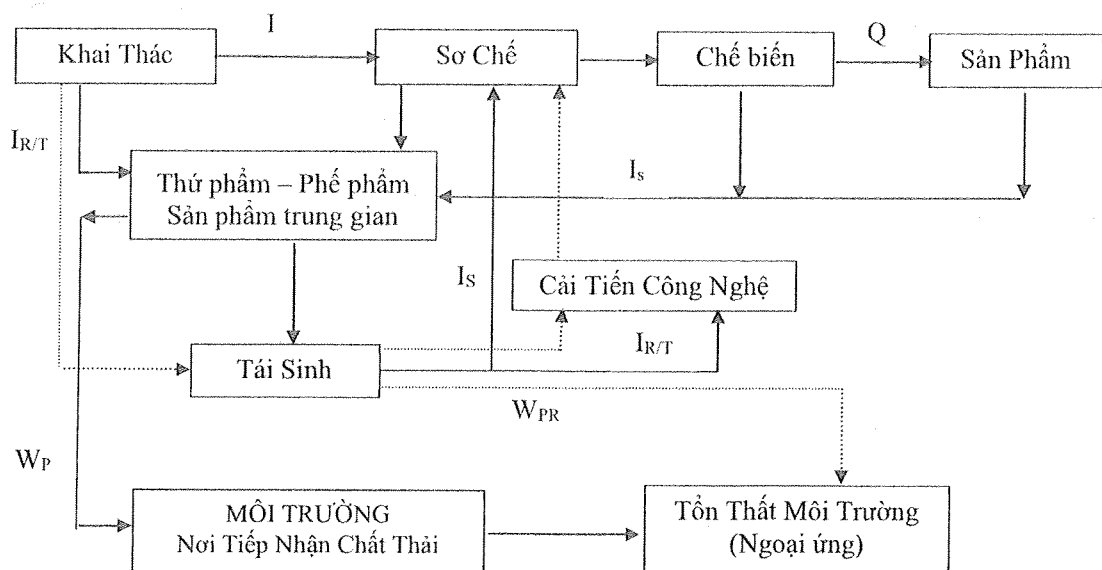 I
Q
Khai Thác
Sơ Chế
Chế biến
Sản Phẩm
I_R/T
Thứ phẩm – Phế phẩm
Sản phẩm trung gian
I_s
I_S
Cải Tiến Công Nghệ
I_R/T
Tái Sinh
W_PR
W_P
MÔI TRƯỜNG
Nơi Tiếp Nhận Chất Thải
Tổn Thất Môi Trường
(Ngoại ứng)